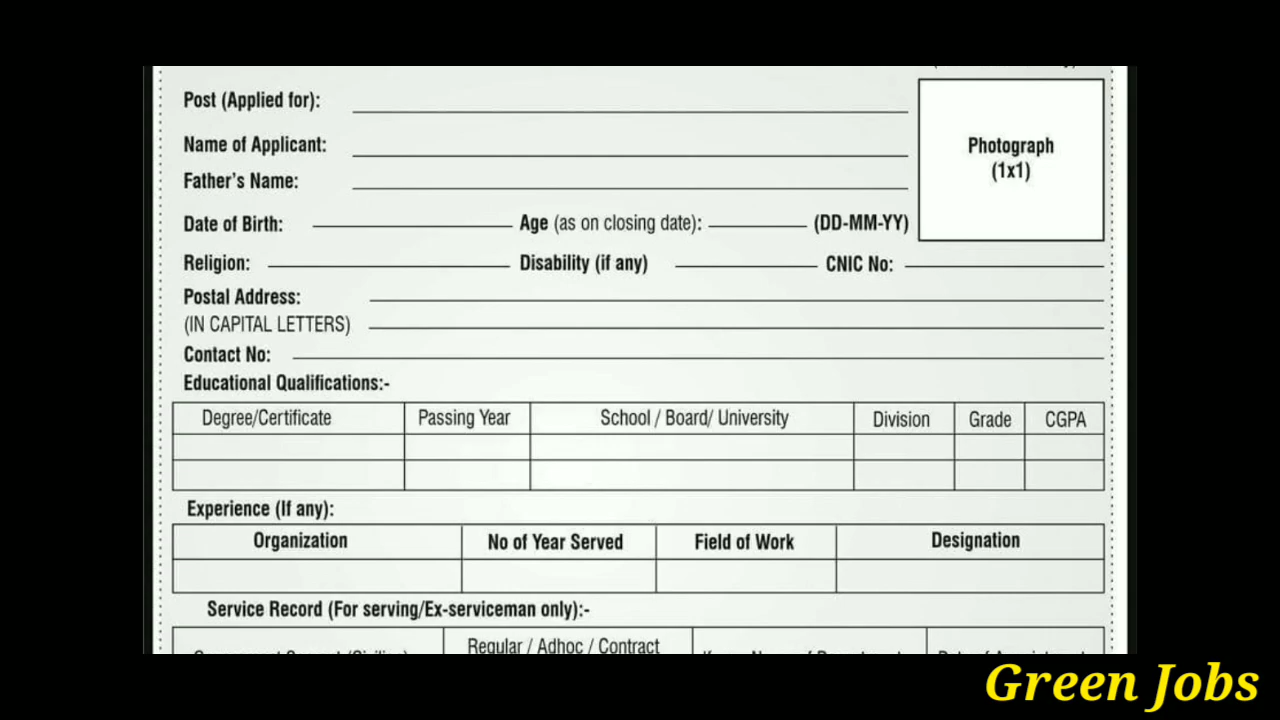 Post (Applied for):
Photograph
(1x1)
Name of Applicant:
Father's Name:
Date of Birth: Age (as on closing date): (DD-MM-YY)
Religion: Disability (if any) CNIC No:
Postal Address:
(IN CAPITAL LETTERS)
Contact No:
Educational Qualifications:-
Degree/Certificate Passing Year School / Board/ University Division Grade CGPA
Experience (If any):
Organization No of Year Served Field of Work Designation
Service Record (For serving/Ex-serviceman only):-
Regular / Adhoc / Contract
Green Jobs